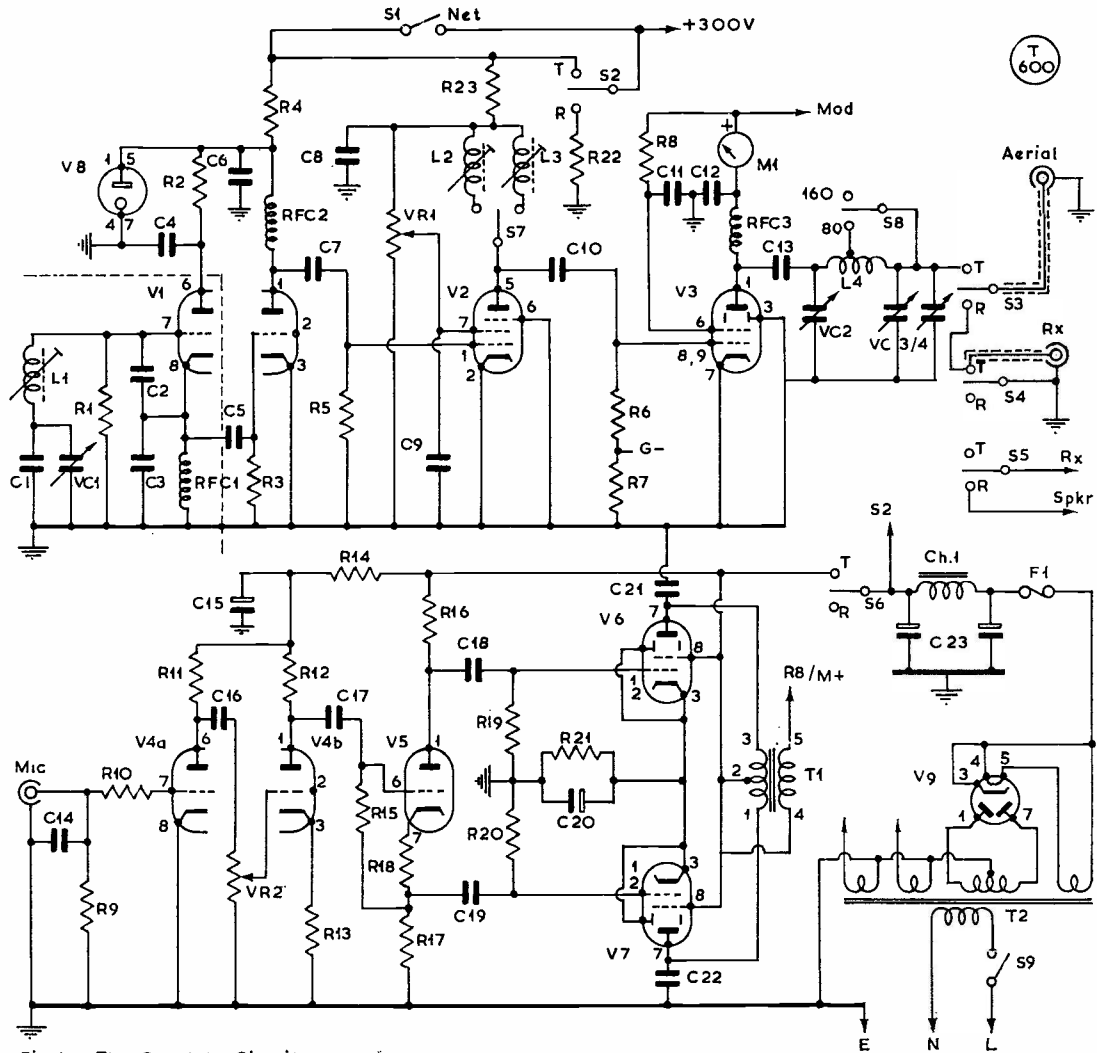 S1 Net
+300V
T
600
R4
R23
T
S2
R
R22
Mod
+
R8
M1
Aerial
V8
1 5
4 7
C6
R2
C4
C8
L2
L3
C11
C12
RFC2
VR1
S7
RFC3
160
80
S8
C7
C10
C13
L4
T
S3
R
V1
6
7
8
1
2
3
V2
5
6
7
1
2
V3
1
3
6
8,9
7
VC2
VC 3/4
Rx
T
S4
R
L1
R1
C2
C5
R5
C9
R6
G-
R7
C1
VC1
C3
RFC1
R3
T
S5
Rx
R
Spkr
S2
R14
C15
R16
C21
T
S6
R
Ch.1
F1
C 23
V6
7
8
1
2
3
C18
R11
C16
R12
C17
R19
R21
R8/M+
V4a
6
7
8
V4b
1
2
3
V5
1
6
7
Mic
R10
C14
R15
C20
3
5
2
T1
1
4
V9
4 5
3
1
7
R20
R18
VR2
R9
R13
C19
R17
1
2
3
8
V7
7
C 22
T2
S9
E N L